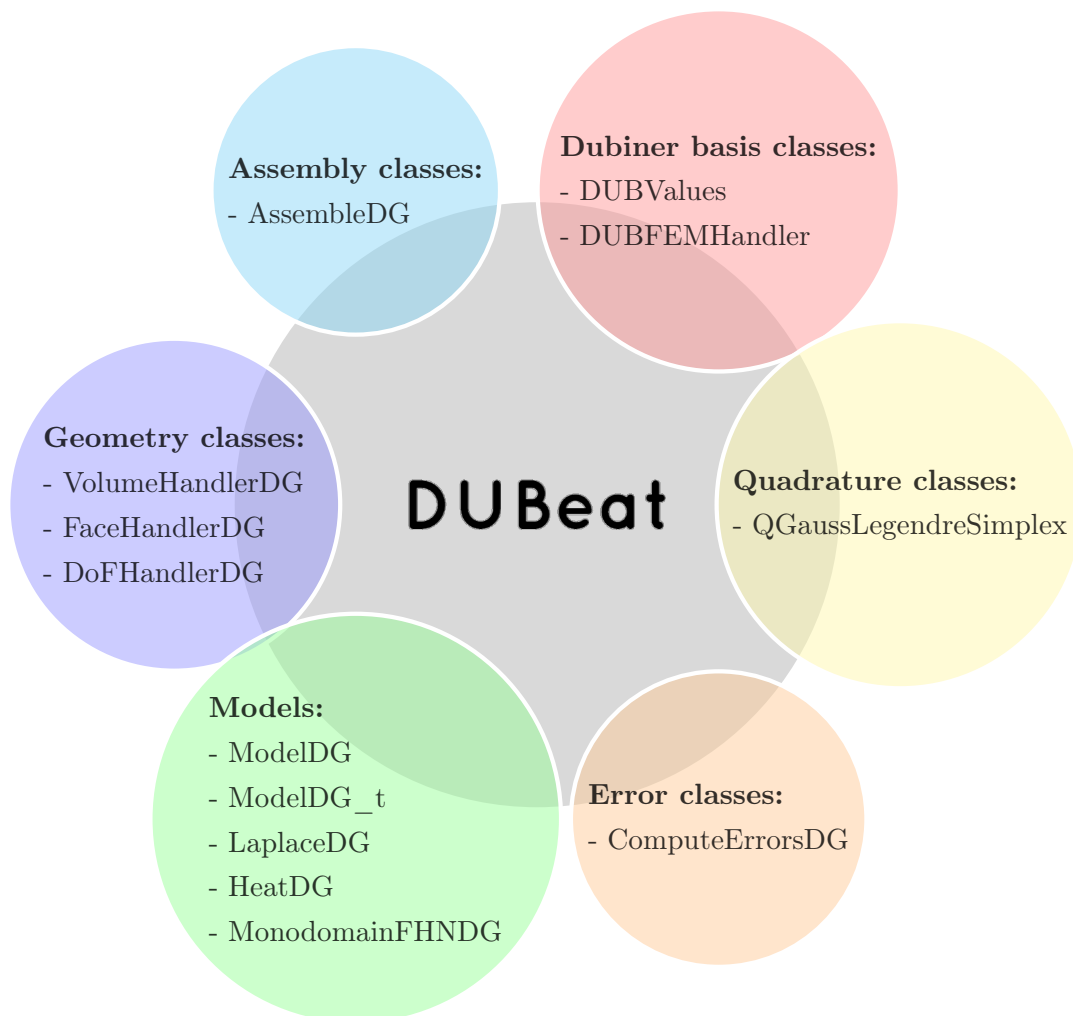 Assembly classes:
- AssembleDG
Dubiner basis classes:
- DUBValues
- DUBFEMHandler
Geometry classes:
- VolumeHandlerDG
- FaceHandlerDG
- DoFHandlerDG
DUBeat
Quadrature classes:
- QGaussLegendreSimplex
Models:
- ModelDG
- ModelDG_t
- LaplaceDG
- HeatDG
- MonodomainFHNDG
Error classes:
- ComputeErrorsDG